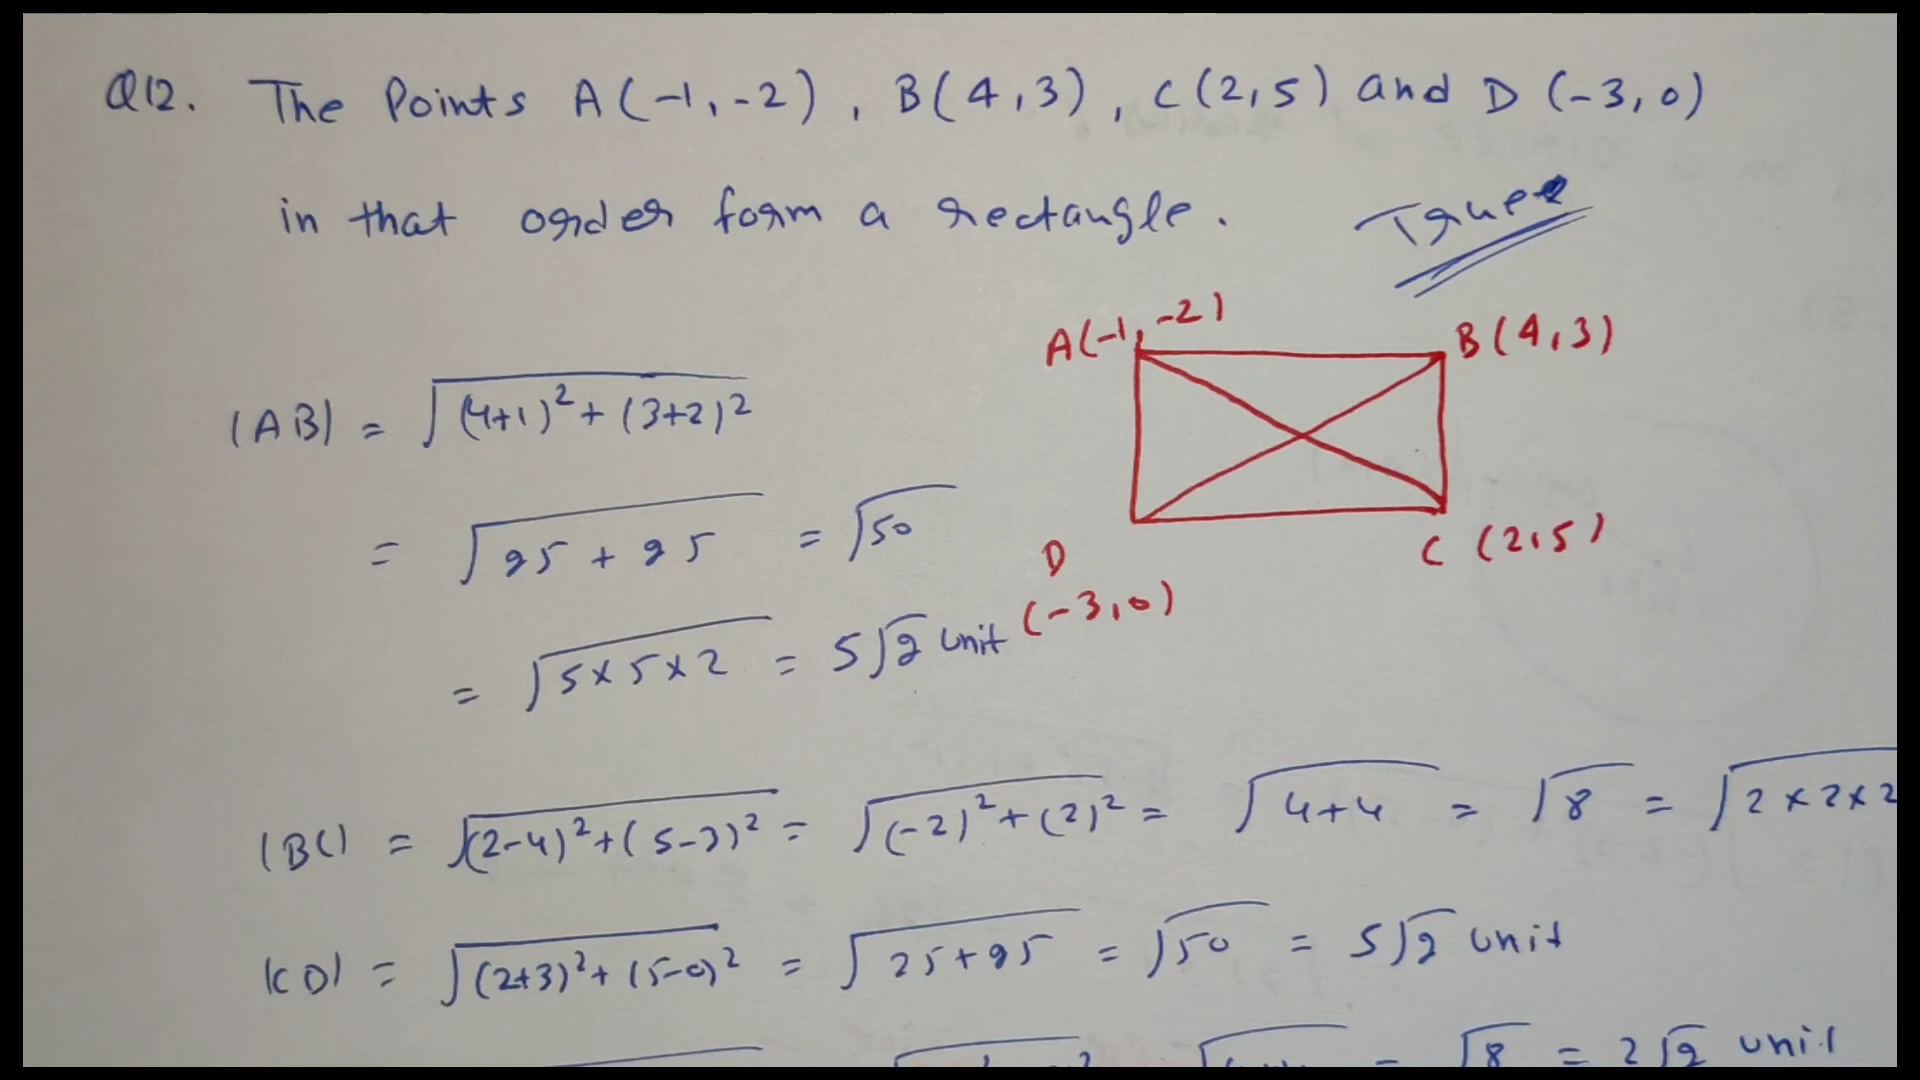 Q12. The Points A(-1,-2), B(4,3), C(2,5) and D(-3,0)
in that order form a rectangle. True
A(-1,-2) B(4,3)
|AB| = √(4+1)²+(3+2)²
= √25 + 25 = √50
D C (2,5)
(-3,0)
= √5×5×2 = 5√2 unit
|BC| = √(2-4)²+(5-3)² = √(-2)²+(2)² = √4+4 = √8 = √2×2×2
|CD| = √(2+3)²+(5-0)² = √25+25 = √50 = 5√2 unit
√8 = 2√2 unit